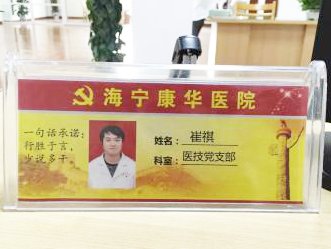 海宁康华医院
一句话承诺:
行胜于言,
少说多干。
姓名: 崔祺
科室: 医技党支部